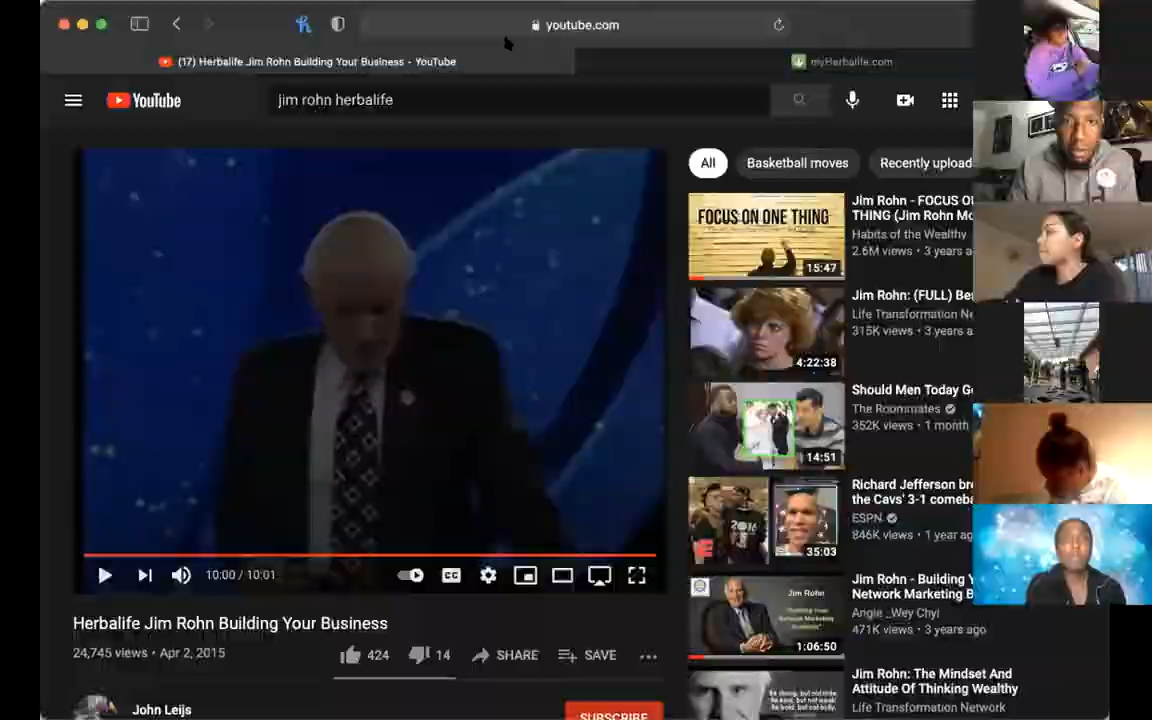 youtube.com
(17) Herbalife Jim Rohn Building Your Business - YouTube
myHerbalife.com
YouTube
jim rohn herbalife
All
Basketball moves
Recently upload
FOCUS ON ONE THING
15:47
Jim Rohn - FOCUS O
THING (Jim Rohn Mo
Habits of the Wealthy
2.6M views • 3 years a
4:22:38
Jim Rohn: (FULL) Be
Life Transformation Ne
315K views • 3 years a
14:51
Should Men Today G
The Roommates
352K views • 1 month
2016
35:03
Richard Jefferson br
the Cavs' 3-1 comeba
ESPN
846K views • 1 year ag
Jim Rohn
1:06:50
Jim Rohn - Building Y
Network Marketing B
Angie _Wey Chyi
471K views • 3 years ago
Jim Rohn: The Mindset And
Attitude Of Thinking Wealthy
Life Transformation Network
CC
10:00 / 10:01
Herbalife Jim Rohn Building Your Business
24,745 views • Apr 2, 2015
424
14
SHARE
SAVE
John Leijs
SUBSCRIBE